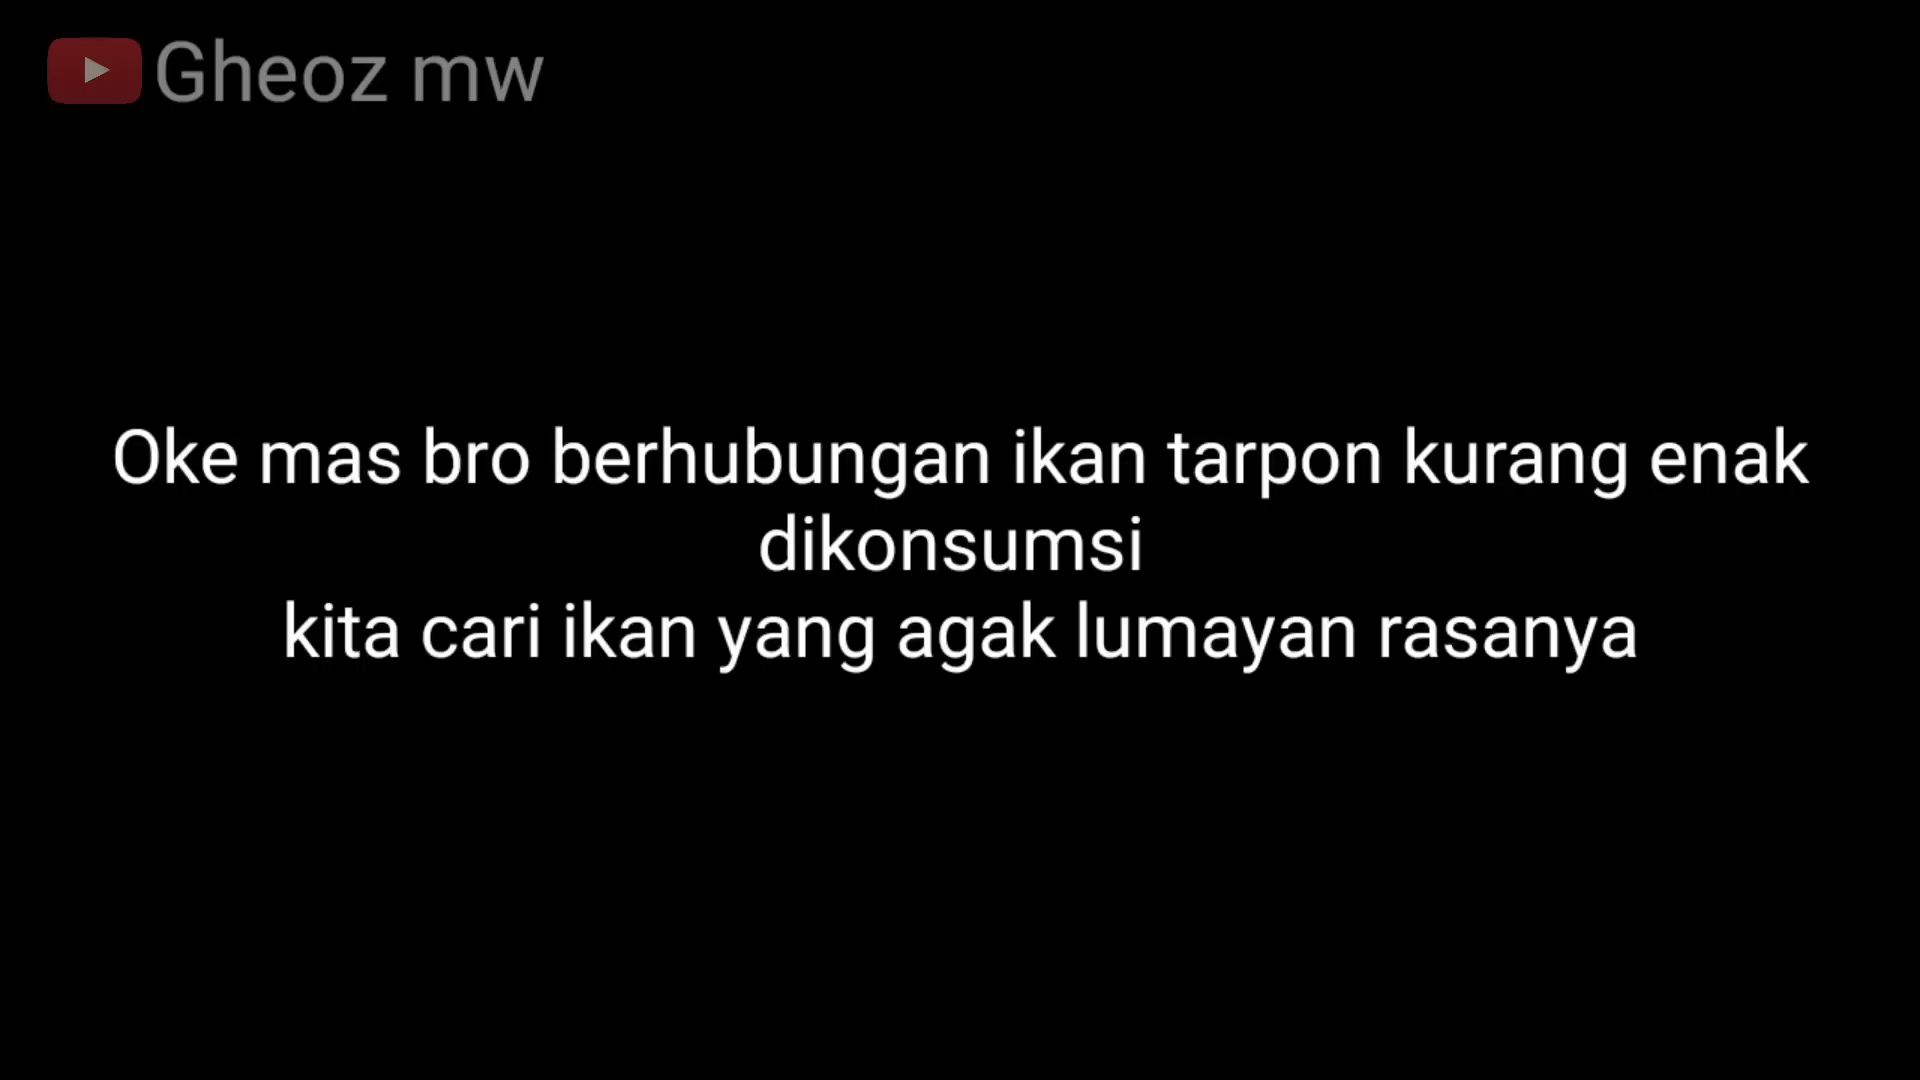 Gheoz mw
Oke mas bro berhubungan ikan tarpon kurang enak
dikonsumsi
kita cari ikan yang agak lumayan rasanya